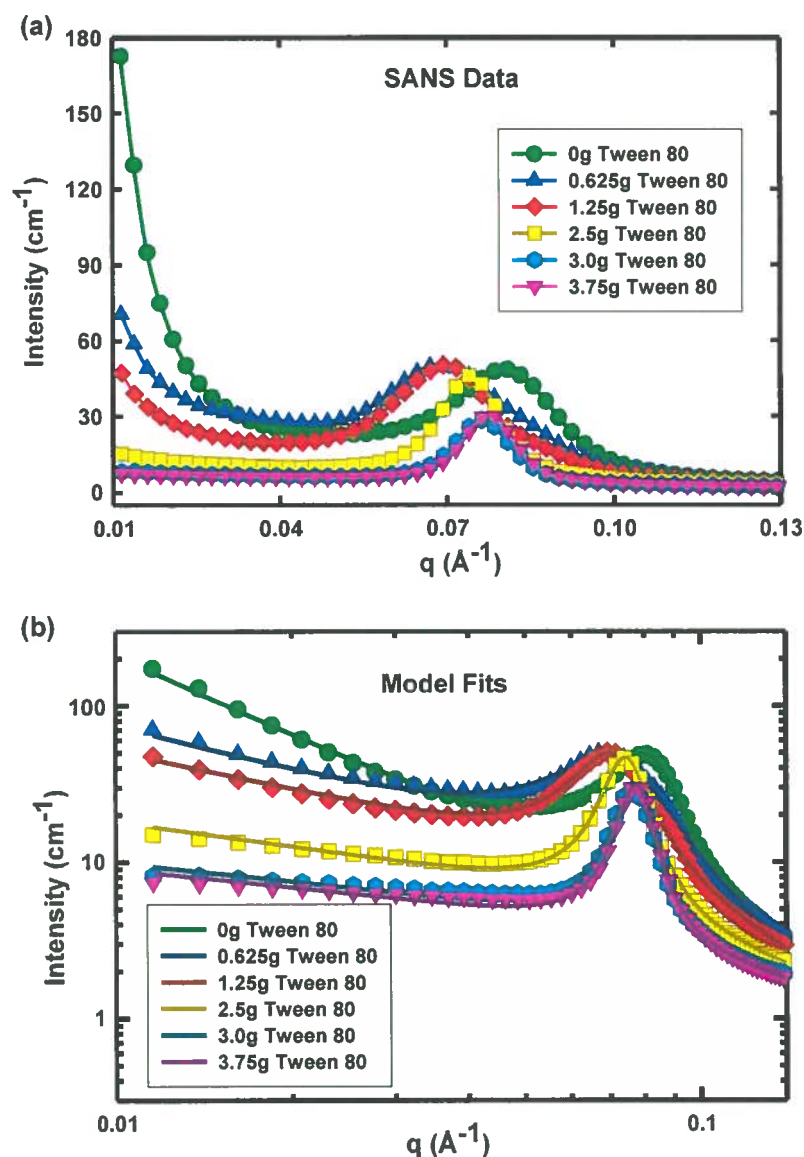 (a)
180
150
120
90
60
30
0
Intensity (cm-1)
SANS Data
0g Tween 80
0.625g Tween 80
1.25g Tween 80
2.5g Tween 80
3.0g Tween 80
3.75g Tween 80
0.01
0.04
0.07
0.10
0.13
q (Å-1)
(b)
100
10
1
Intensity (cm-1)
Model Fits
0g Tween 80
0.625g Tween 80
1.25g Tween 80
2.5g Tween 80
3.0g Tween 80
3.75g Tween 80
0.01
0.1
q (Å-1)